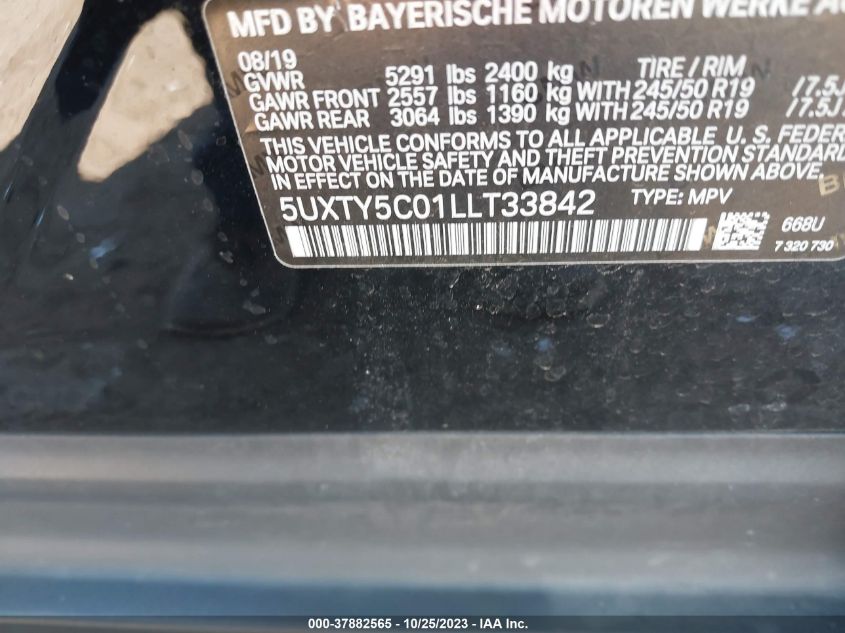 MFD BY BAYERISCHE MOTOREN WERKE AG
08/19
GVWR 5291 lbs 2400 kg TIRE / RIM
GAWR FRONT 2557 lbs 1160 kg WITH 245/50 R19 /7.5J
GAWR REAR 3064 lbs 1390 kg WITH 245/50 R19 /7.5J
THIS VEHICLE CONFORMS TO ALL APPLICABLE U.S. FEDER
MOTOR VEHICLE SAFETY AND THEFT PREVENTION STANDARD
IN EFFECT ON THE DATE OF MANUFACTURE SHOWN ABOVE.
5UXTY5C01LLT33842 TYPE: MPV
668U
7 320 730
000-37882565 - 10/25/2023 - IAA Inc.